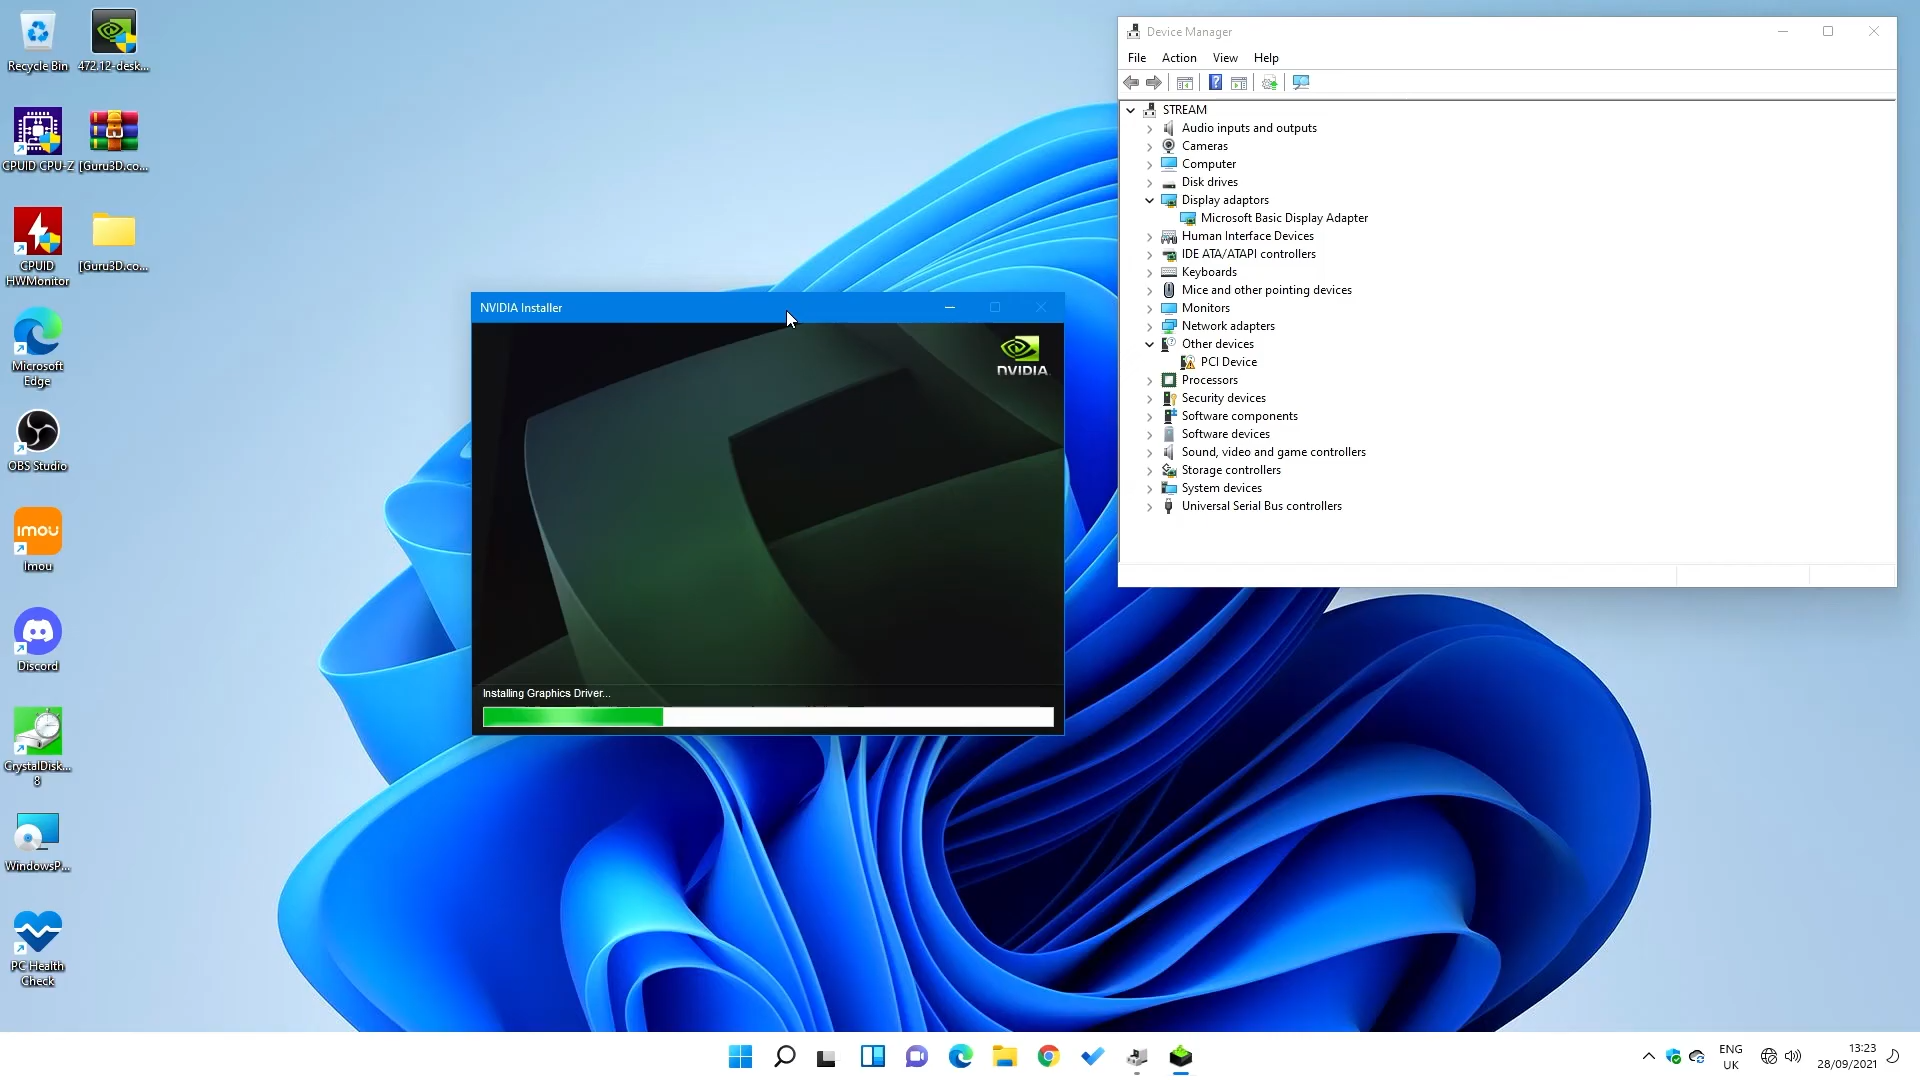 Recycle Bin
472.12-desk...
CPUID CPU-Z
[Guru3D.co...
CPUID
HWMonitor
[Guru3D.co...
Microsoft
Edge
OBS Studio
imou
Imou
Discord
CrystalDisk...
8
WindowsP...
PC Health
Check
NVIDIA Installer
NVIDIA.
Installing Graphics Driver...
Device Manager
File Action View Help
STREAM
Audio inputs and outputs
Cameras
Computer
Disk drives
Display adaptors
Microsoft Basic Display Adapter
Human Interface Devices
IDE ATA/ATAPI controllers
Keyboards
Mice and other pointing devices
Monitors
Network adapters
Other devices
PCI Device
Processors
Security devices
Software components
Software devices
Sound, video and game controllers
Storage controllers
System devices
Universal Serial Bus controllers
ENG
UK
13:23
28/09/2021